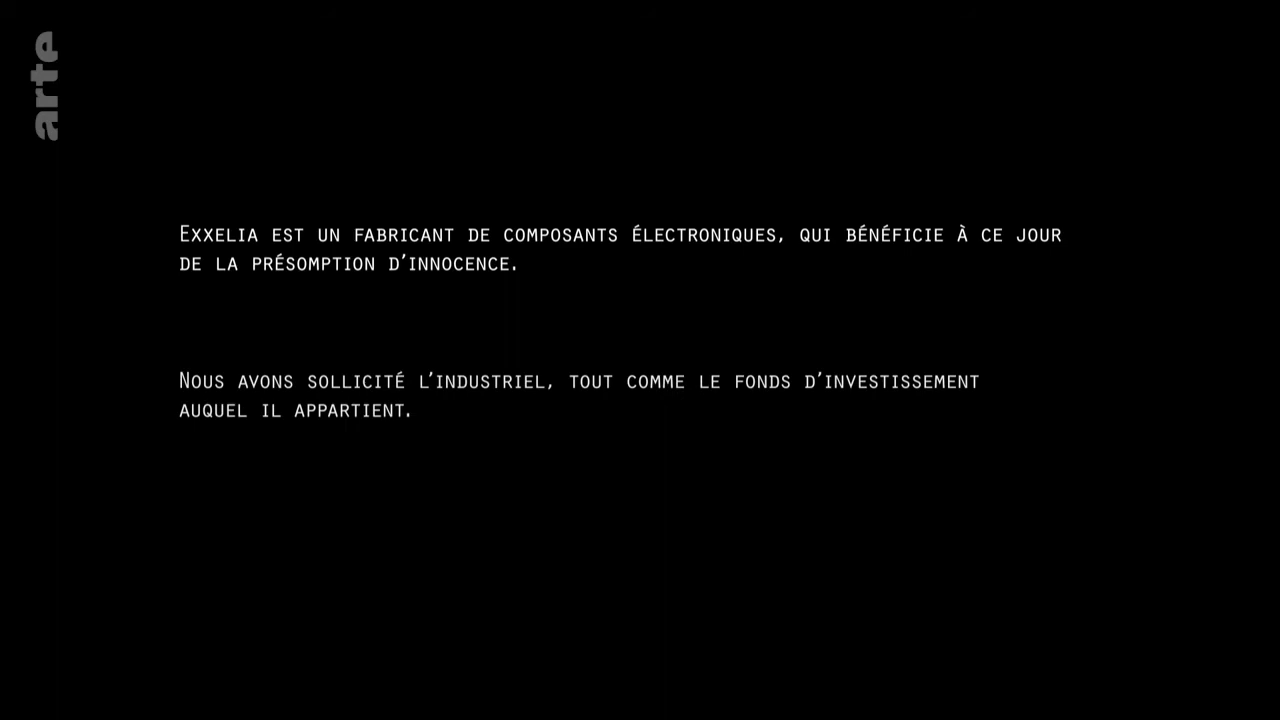 arte
Exxelia est un fabricant de composants électroniques, qui bénéficie à ce jour
de la présomption d’innocence.
Nous avons sollicité l’industriel, tout comme le fonds d’investissement
auquel il appartient.